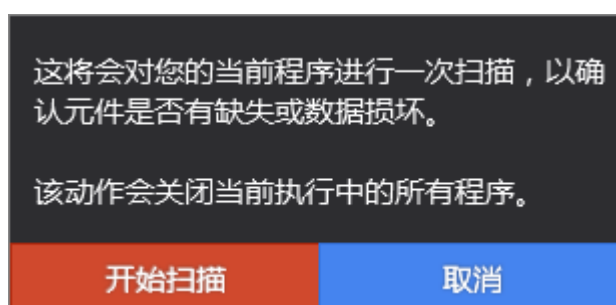 这将会对您的当前程序进行一次扫描，以确
认元件是否有缺失或数据损坏。
该动作会关闭当前执行中的所有程序。
开始扫描
取消